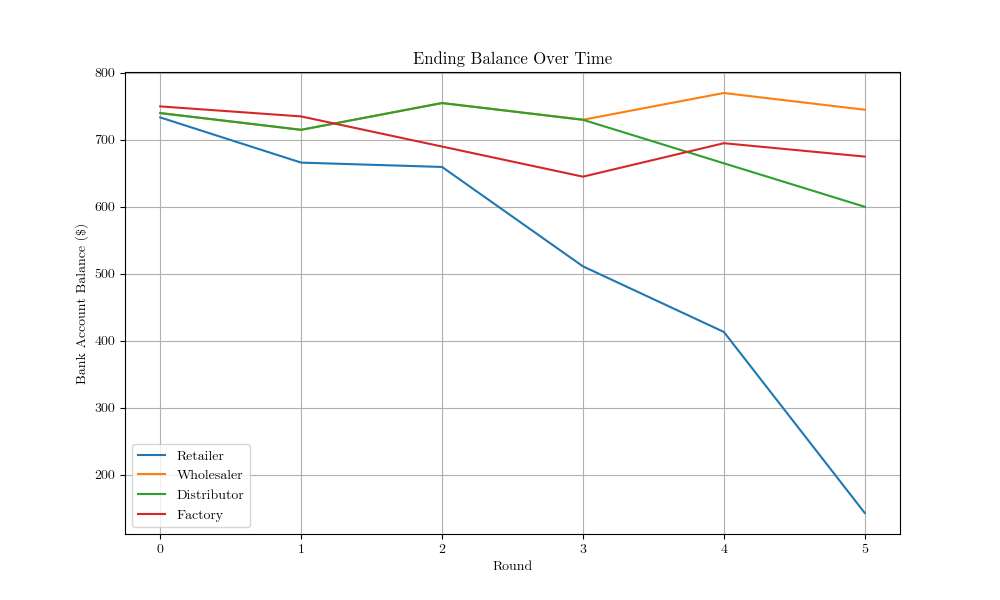 Ending Balance Over Time
Bank Account Balance ($)
800
700
600
500
400
300
200
Retailer
Wholesaler
Distributor
Factory
0 1 2 3 4 5
Round